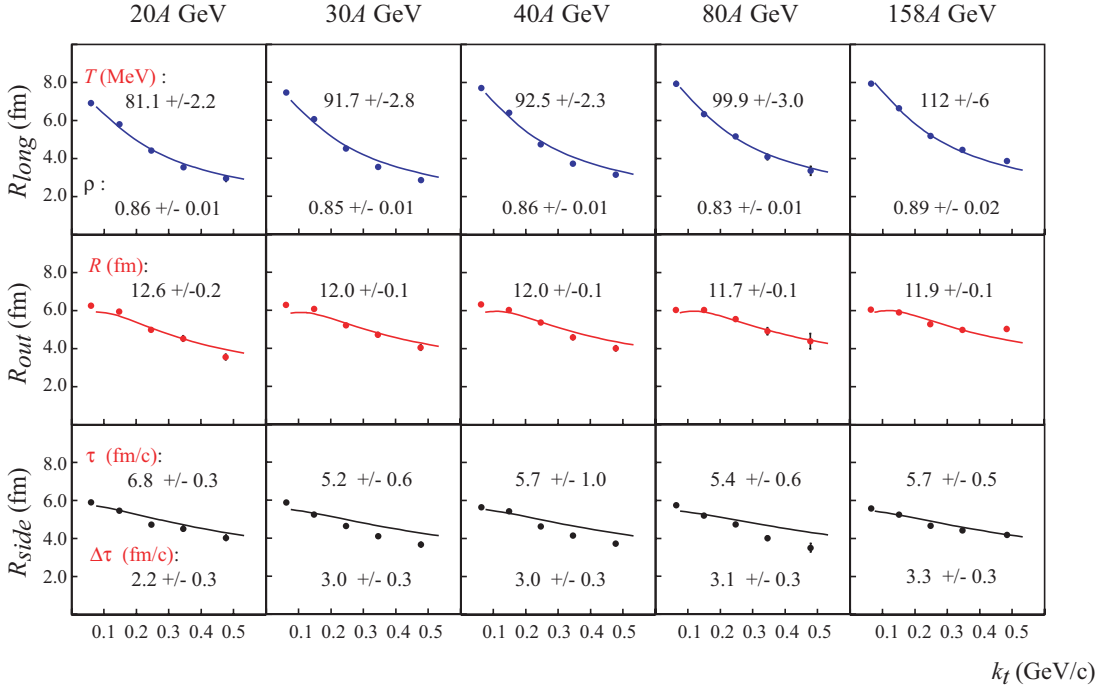 20A GeV 30A GeV 40A GeV 80A GeV 158A GeV
R_long (fm)
8.0
6.0
4.0
2.0
T (MeV) :
81.1 +/-2.2 91.7 +/-2.8 92.5 +/-2.3 99.9 +/-3.0 112 +/-6
ρ :
0.86 +/- 0.01 0.85 +/- 0.01 0.86 +/- 0.01 0.83 +/- 0.01 0.89 +/- 0.02
R_out (fm)
8.0
6.0
4.0
2.0
R (fm):
12.6 +/-0.2 12.0 +/-0.1 12.0 +/-0.1 11.7 +/-0.1 11.9 +/-0.1
R_side (fm)
8.0
6.0
4.0
2.0
τ (fm/c):
6.8 +/- 0.3 5.2 +/- 0.6 5.7 +/- 1.0 5.4 +/- 0.6 5.7 +/- 0.5
Δτ (fm/c):
2.2 +/- 0.3 3.0 +/- 0.3 3.0 +/- 0.3 3.1 +/- 0.3 3.3 +/- 0.3
0.1 0.2 0.3 0.4 0.5 0.1 0.2 0.3 0.4 0.5 0.1 0.2 0.3 0.4 0.5 0.1 0.2 0.3 0.4 0.5 0.1 0.2 0.3 0.4 0.5
k_t (GeV/c)